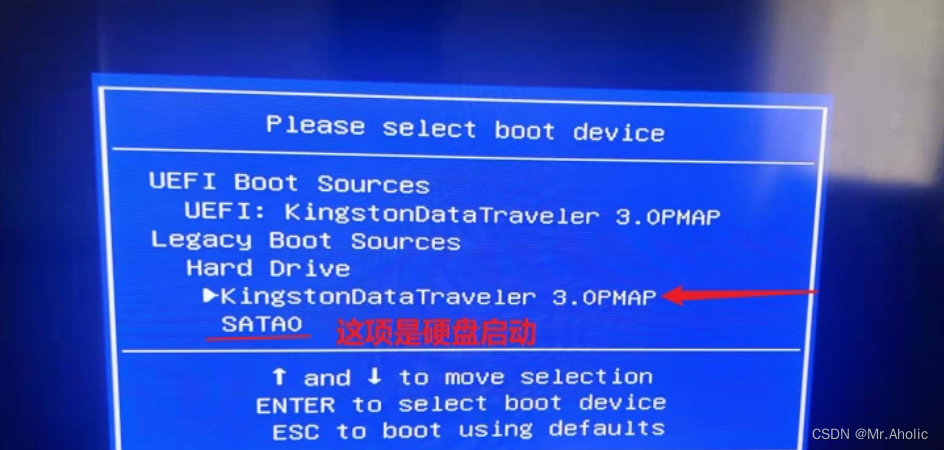 Please select boot device
UEFI Boot Sources
UEFI: KingstonDataTraveler 3.0PMAP
Legacy Boot Sources
Hard Drive
▶KingstonDataTraveler 3.0PMAP
SATA0 这项是硬盘启动
↑ and ↓ to move selection
ENTER to select boot device
ESC to boot using defaults
CSDN @Mr.Aholic